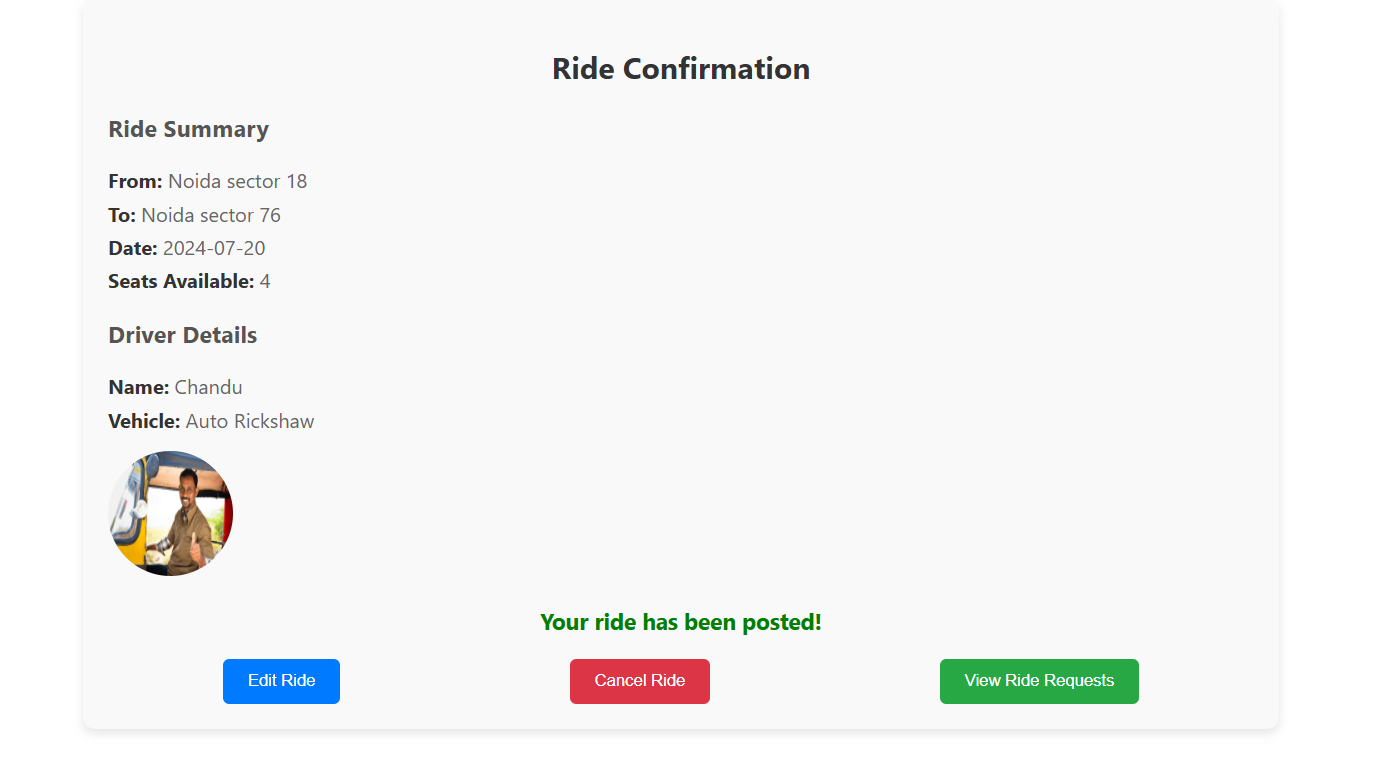 Ride Confirmation
Ride Summary
From: Noida sector 18
To: Noida sector 76
Date: 2024-07-20
Seats Available: 4
Driver Details
Name: Chandu
Vehicle: Auto Rickshaw
Your ride has been posted!
Edit Ride
Cancel Ride
View Ride Requests